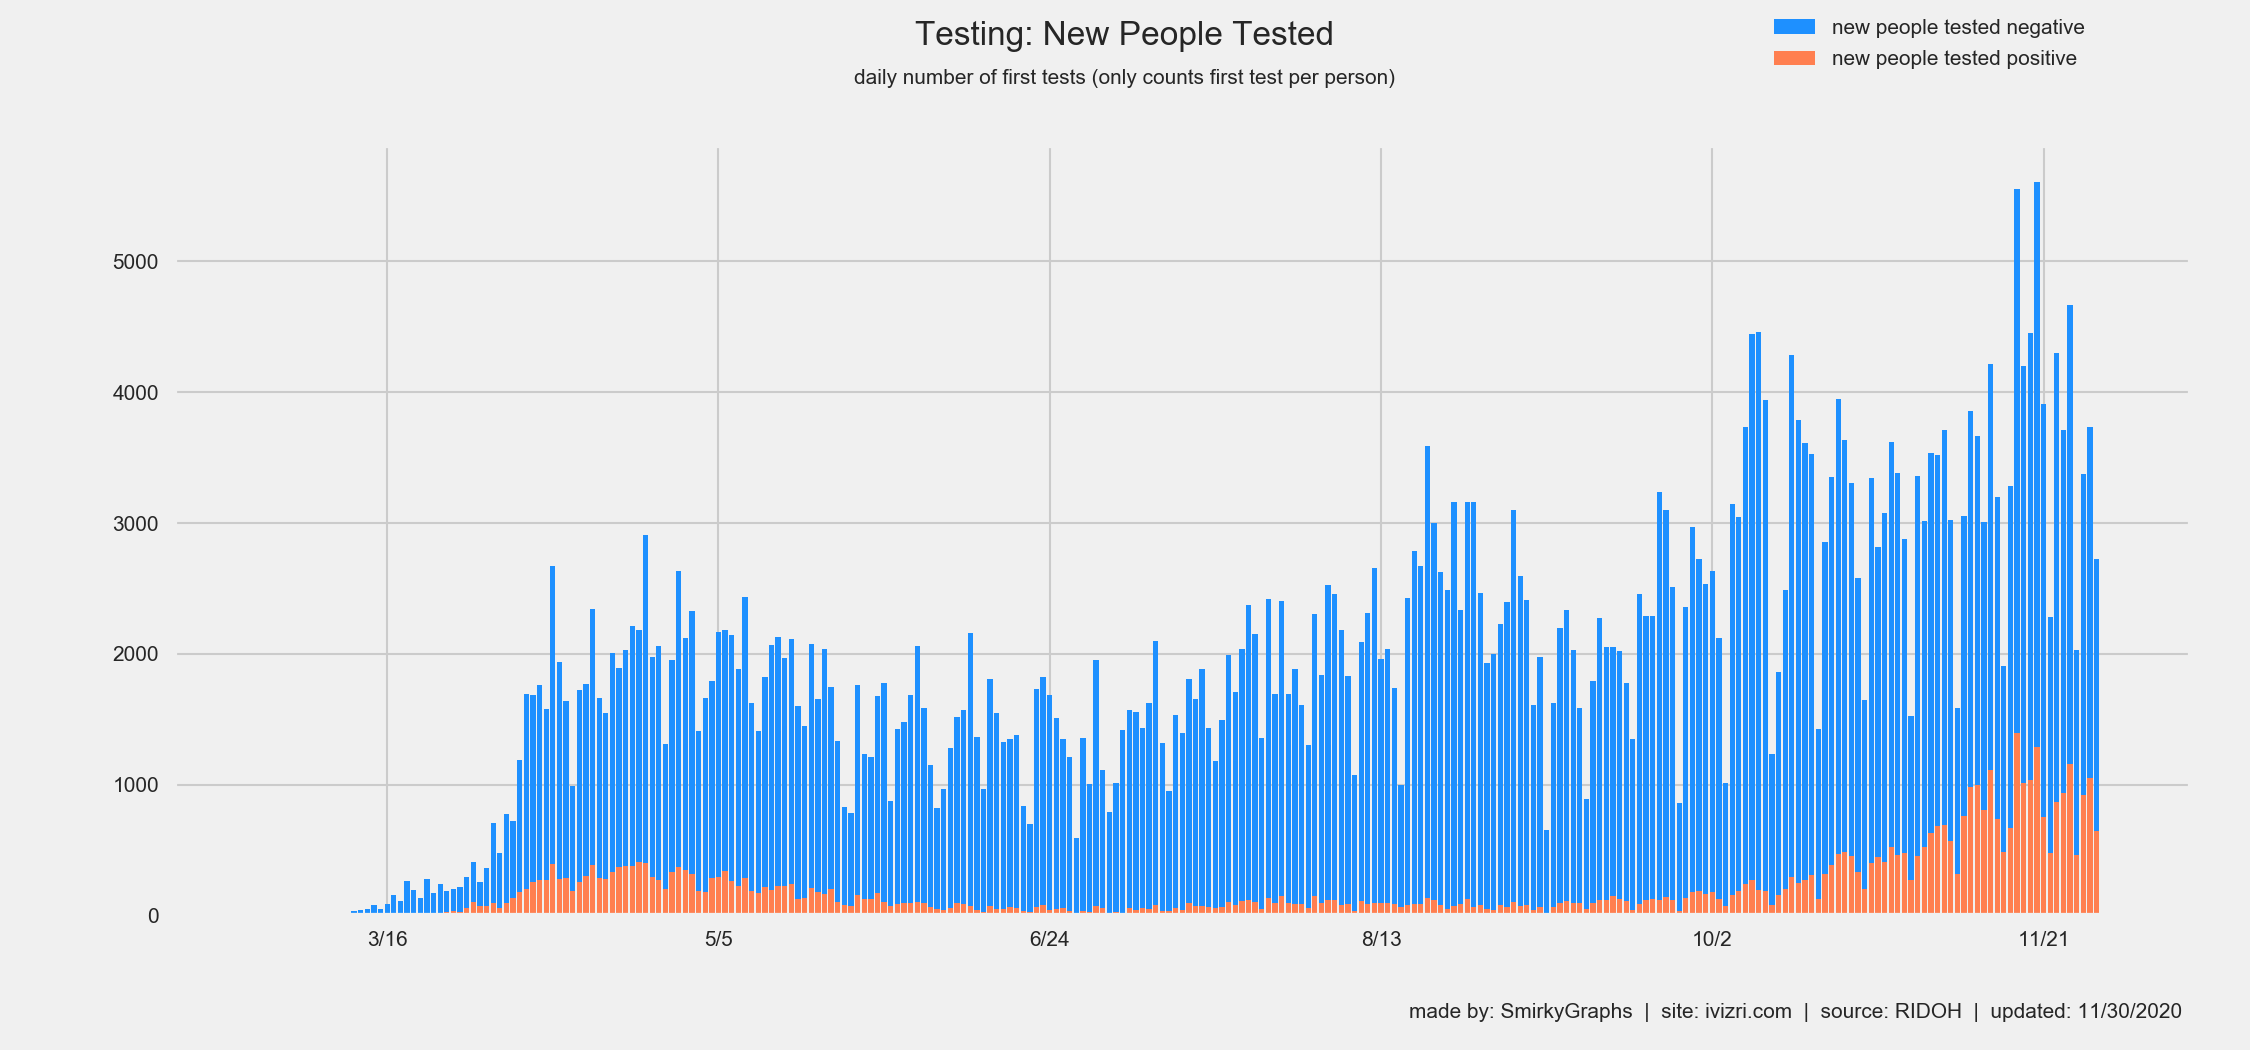 Testing: New People Tested
daily number of first tests (only counts first test per person)
new people tested negative
new people tested positive
5000
4000
3000
2000
1000
0
3/16 5/5 6/24 8/13 10/2 11/21
made by: SmirkyGraphs | site: ivizri.com | source: RIDOH | updated: 11/30/2020